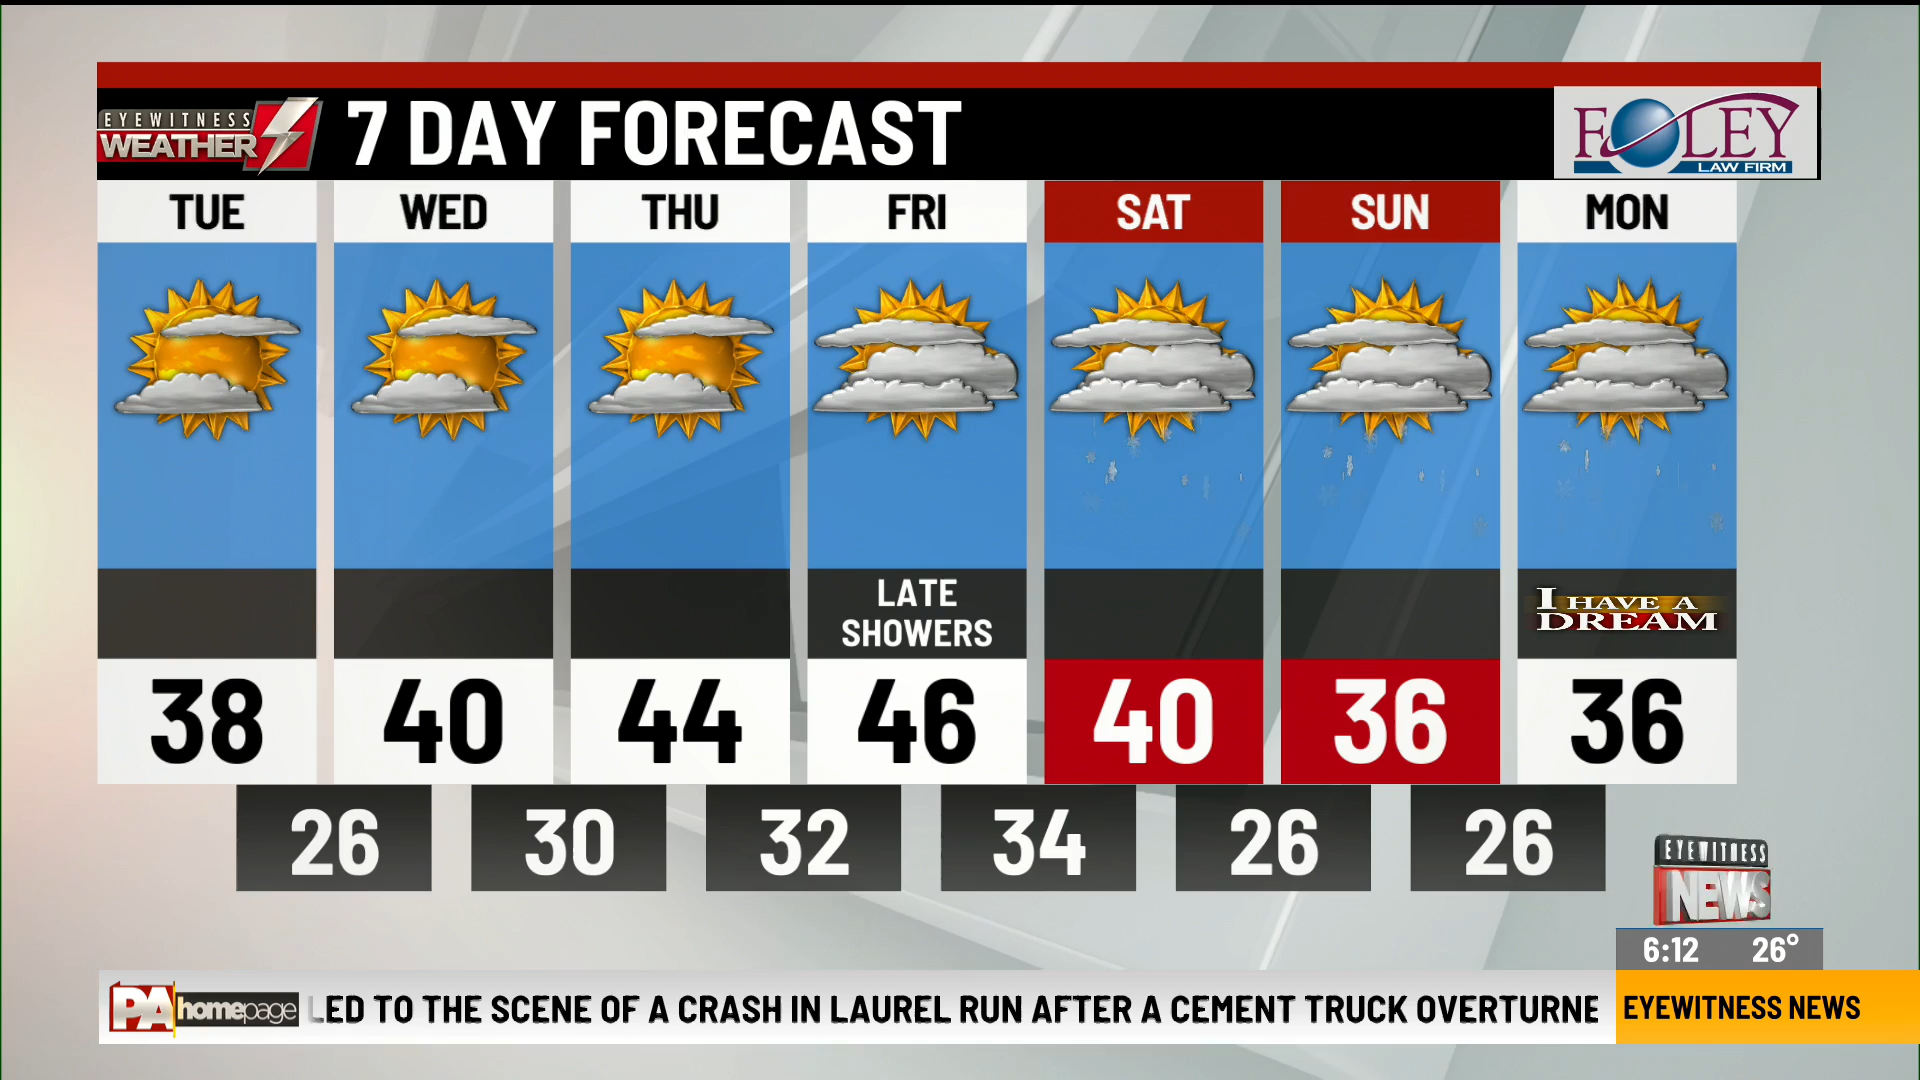 EYEWITNESS
WEATHER
7 DAY FORECAST
FOLEY
LAW FIRM
TUE
WED
THU
FRI
SAT
SUN
MON
LATE
SHOWERS
I HAVE A
DREAM
38
40
44
46
40
36
36
26
30
32
34
26
26
EYEWITNESS
NEWS
6:12 26°
PA homepage
LED TO THE SCENE OF A CRASH IN LAUREL RUN AFTER A CEMENT TRUCK OVERTURNE
EYEWITNESS NEWS